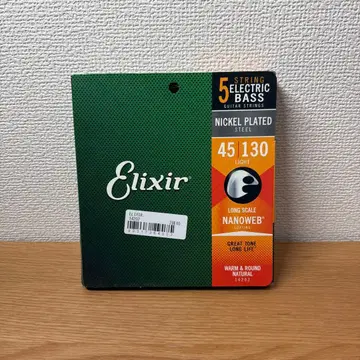 5 STRING
ELECTRIC
BASS
GUITAR STRINGS
NICKEL PLATED
STEEL
45 130
LIGHT
Elixir
LONG SCALE
NANOWEB®
COATING
GREAT TONE
LONG LIFE
WARM & ROUND
NATURAL
14202